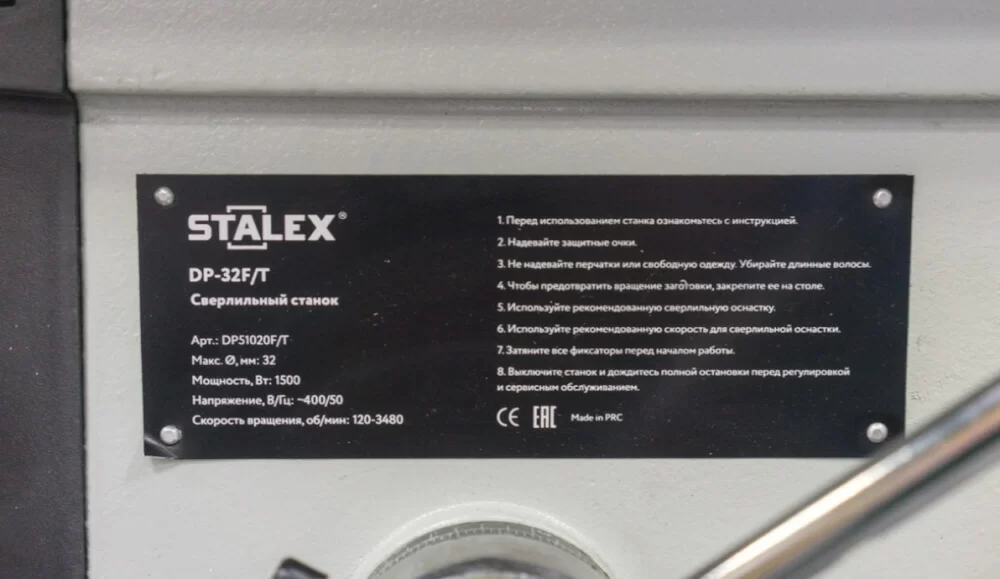 STALEX®
DP-32F/T
Сверлильный станок
Арт.: DP51020F/T
Макс. Ø, мм: 32
Мощность, Вт: 1500
Напряжение, В/Гц: ~400/50
Скорость вращения, об/мин: 120-3480
1. Перед использованием станка ознакомьтесь с инструкцией.
2. Надевайте защитные очки.
3. Не надевайте перчатки или свободную одежду. Убирайте длинные волосы.
4. Чтобы предотвратить вращение заготовки, закрепите ее на столе.
5. Используйте рекомендованную сверлильную оснастку.
6. Используйте рекомендованную скорость для сверлильной оснастки.
7. Затяните все фиксаторы перед началом работы.
8. Выключите станок и дождитесь полной остановки перед регулировкой
и сервисным обслуживанием.
CE EAC Made in PRC